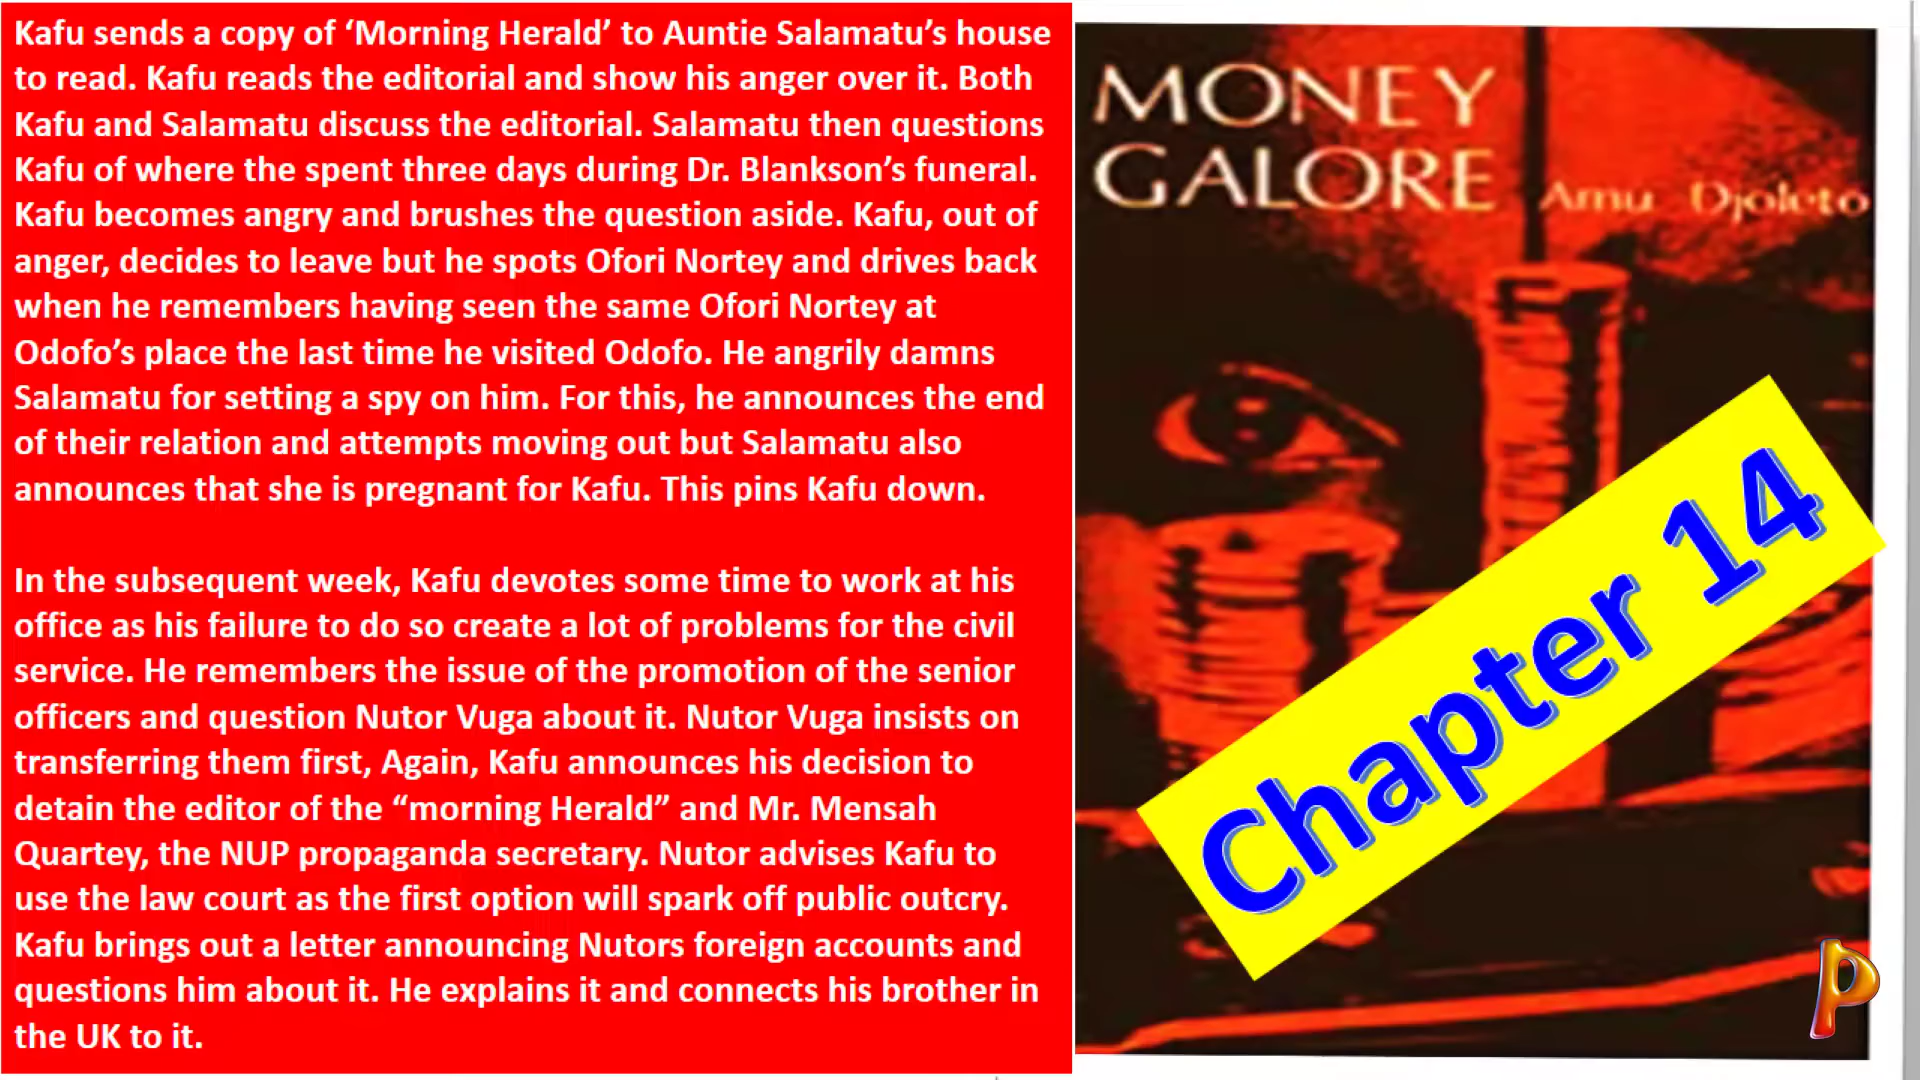 Kafu sends a copy of ‘Morning Herald’ to Auntie Salamatu’s house
to read. Kafu reads the editorial and show his anger over it. Both
Kafu and Salamatu discuss the editorial. Salamatu then questions
Kafu of where the spent three days during Dr. Blankson’s funeral.
Kafu becomes angry and brushes the question aside. Kafu, out of
anger, decides to leave but he spots Ofori Nortey and drives back
when he remembers having seen the same Ofori Nortey at
Odofo’s place the last time he visited Odofo. He angrily damns
Salamatu for setting a spy on him. For this, he announces the end
of their relation and attempts moving out but Salamatu also
announces that she is pregnant for Kafu. This pins Kafu down.
In the subsequent week, Kafu devotes some time to work at his
office as his failure to do so create a lot of problems for the civil
service. He remembers the issue of the promotion of the senior
officers and question Nutor Vuga about it. Nutor Vuga insists on
transferring them first, Again, Kafu announces his decision to
detain the editor of the “morning Herald” and Mr. Mensah
Quartey, the NUP propaganda secretary. Nutor advises Kafu to
use the law court as the first option will spark off public outcry.
Kafu brings out a letter announcing Nutors foreign accounts and
questions him about it. He explains it and connects his brother in
the UK to it.
MONEY
GALORE
Amu Djoleto
Chapter 14
P